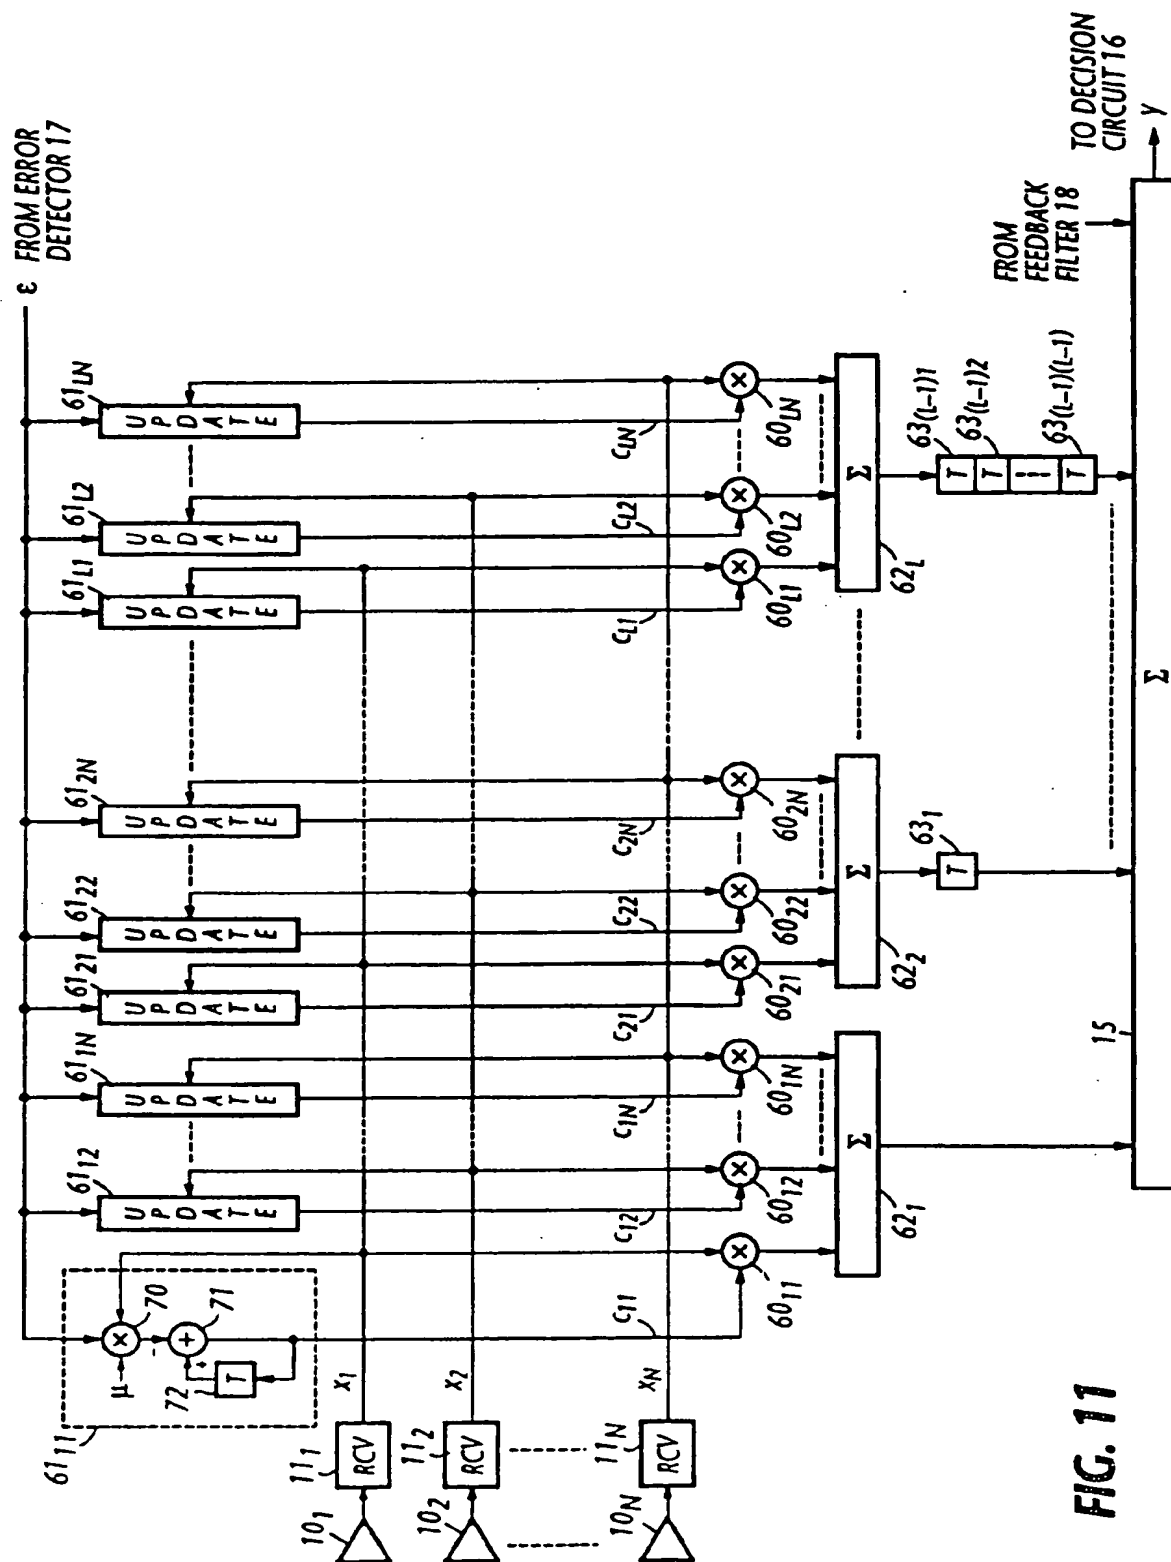 ε FROM ERROR
DETECTOR 17
61₁₁
μ
×
70
+
71
-
+
T
72
61₁₂
UPDATE
61₁N
UPDATE
61₂₁
UPDATE
61₂₂
UPDATE
61₂N
UPDATE
61L1
UPDATE
61L2
UPDATE
61LN
UPDATE
10₁
11₁
RCV
X₁
10₂
11₂
RCV
X₂
10N
11N
RCV
XN
C₁₁
C₁₂
C₁N
C₂₁
C₂₂
C₂N
CL1
CL2
CLN
×
60₁₁
×
60₁₂
×
60₁N
×
60₂₁
×
60₂₂
×
60₂N
×
60L1
×
60L2
×
60LN
Σ
62₁
Σ
62₂
Σ
62L
T
63₁
T
63(L-1)1
T
63(L-1)2
T
63(L-1)(L-1)
15
Σ
FROM
FEEDBACK
FILTER 18
TO DECISION
CIRCUIT 16
Y
FIG. 11